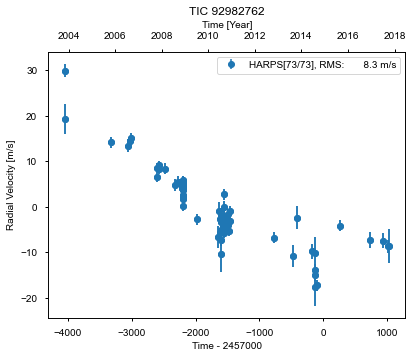 TIC 92982762
Time [Year]
2004 2006 2008 2010 2012 2014 2016 2018
HARPS[73/73], RMS: 8.3 m/s
Radial Velocity [m/s]
30
20
10
0
−10
−20
−4000 −3000 −2000 −1000 0 1000
Time - 2457000